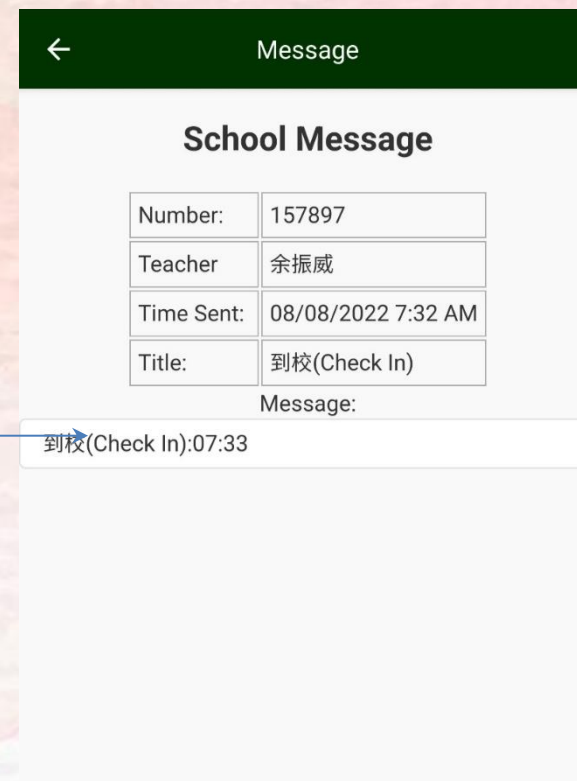 Message
School Message
Number: 157897
Teacher 余振威
Time Sent: 08/08/2022 7:32 AM
Title: 到校(Check In)
Message:
到校(Check In):07:33